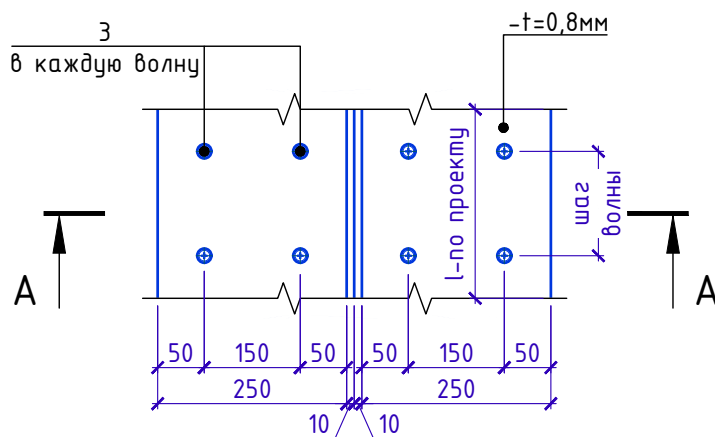 3
в каждую волну
-t=0,8мм
l-по проекту
шаг
волны
А
А
50
150
50
50
150
50
250
250
10
10